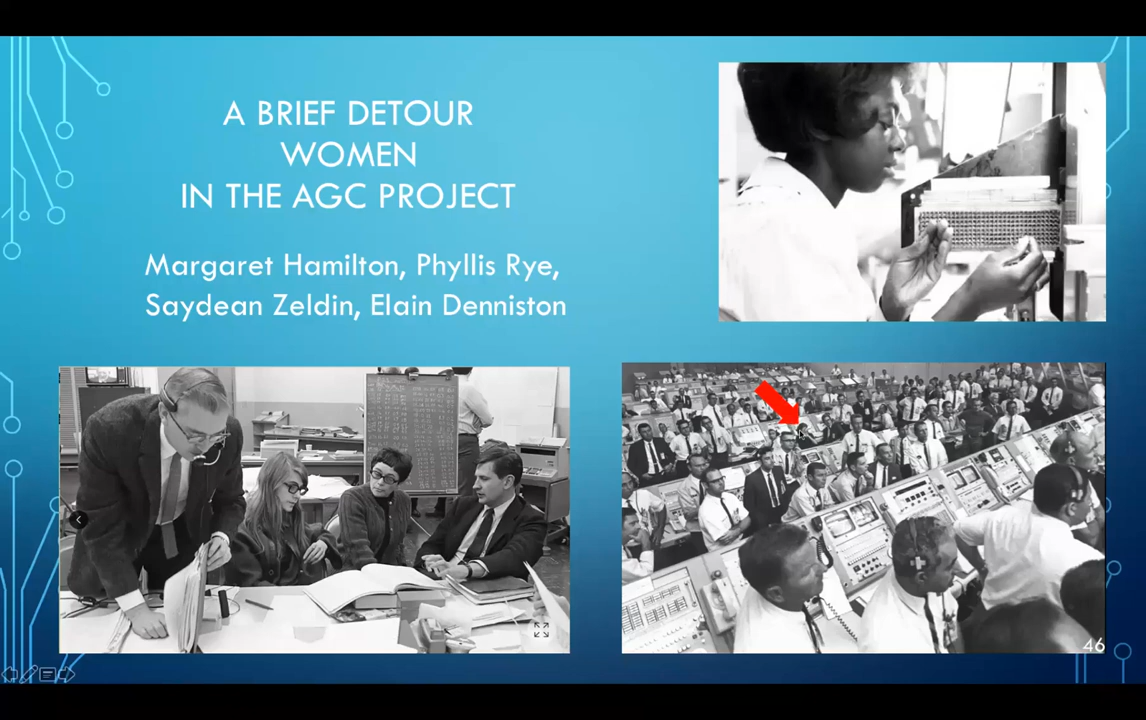 A BRIEF DETOUR
WOMEN
IN THE AGC PROJECT
Margaret Hamilton, Phyllis Rye,
Saydean Zeldin, Elain Denniston
46